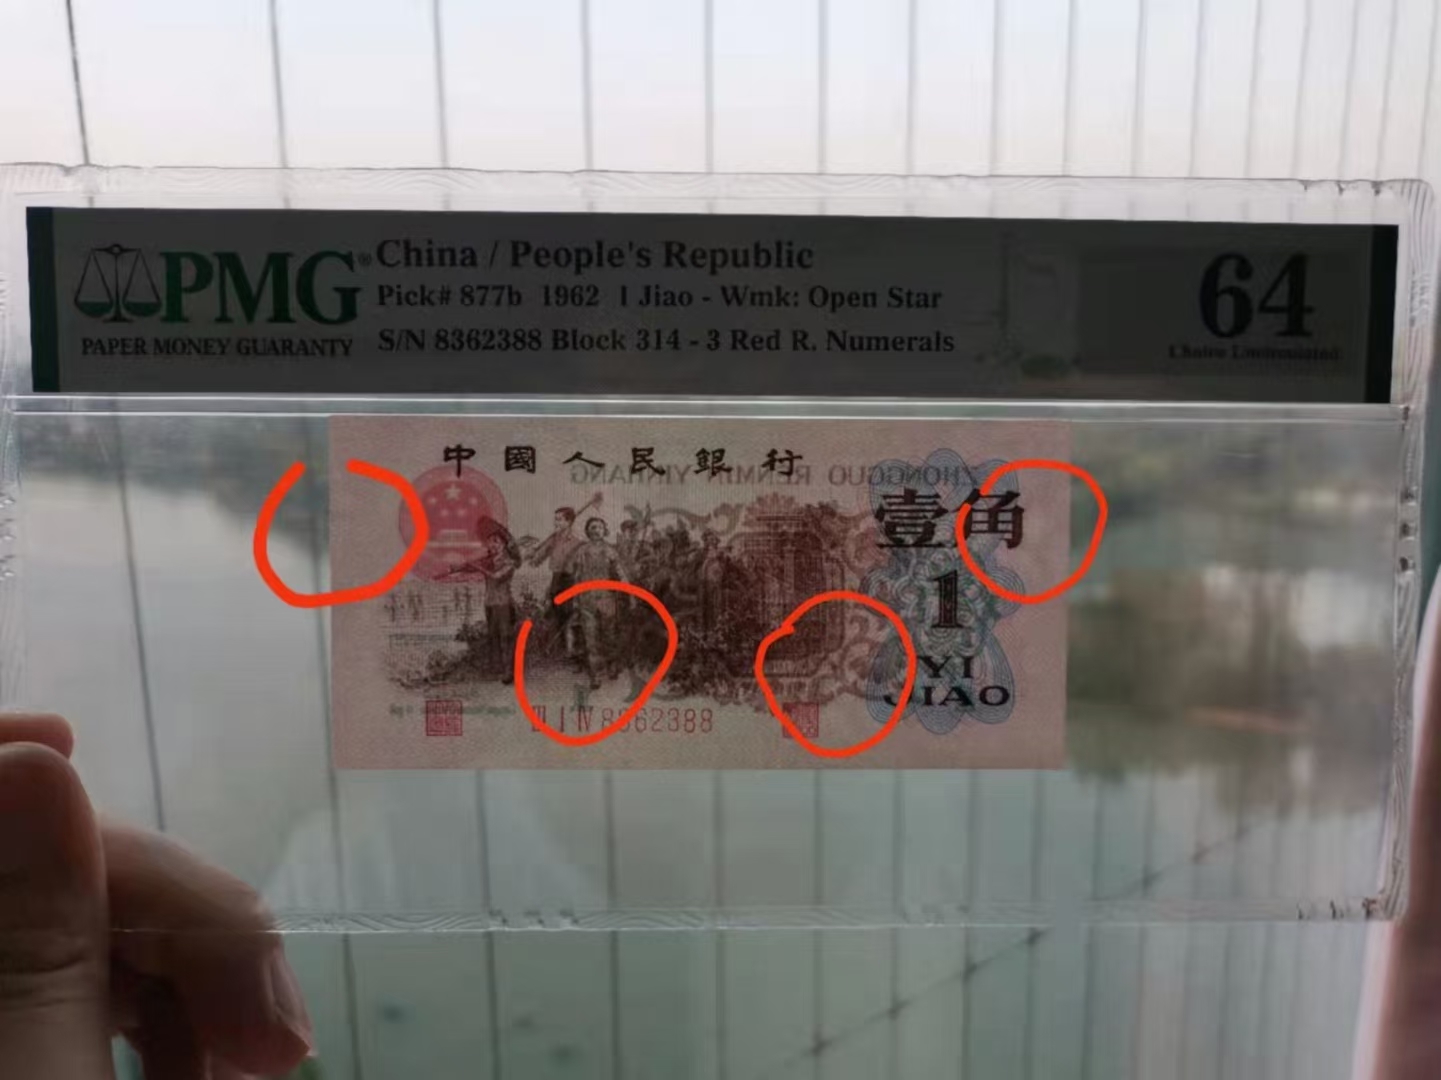 PMG®
PAPER MONEY GUARANTY
China / People's Republic
Pick# 877b 1962 1 Jiao - Wmk: Open Star
S/N 8362388 Block 314 - 3 Red R. Numerals
64
Choice Uncirculated
中國人民銀行
ZHONGGUO RENMIN YINHANG
壹角
1
YI
JIAO
III I IV 8362388